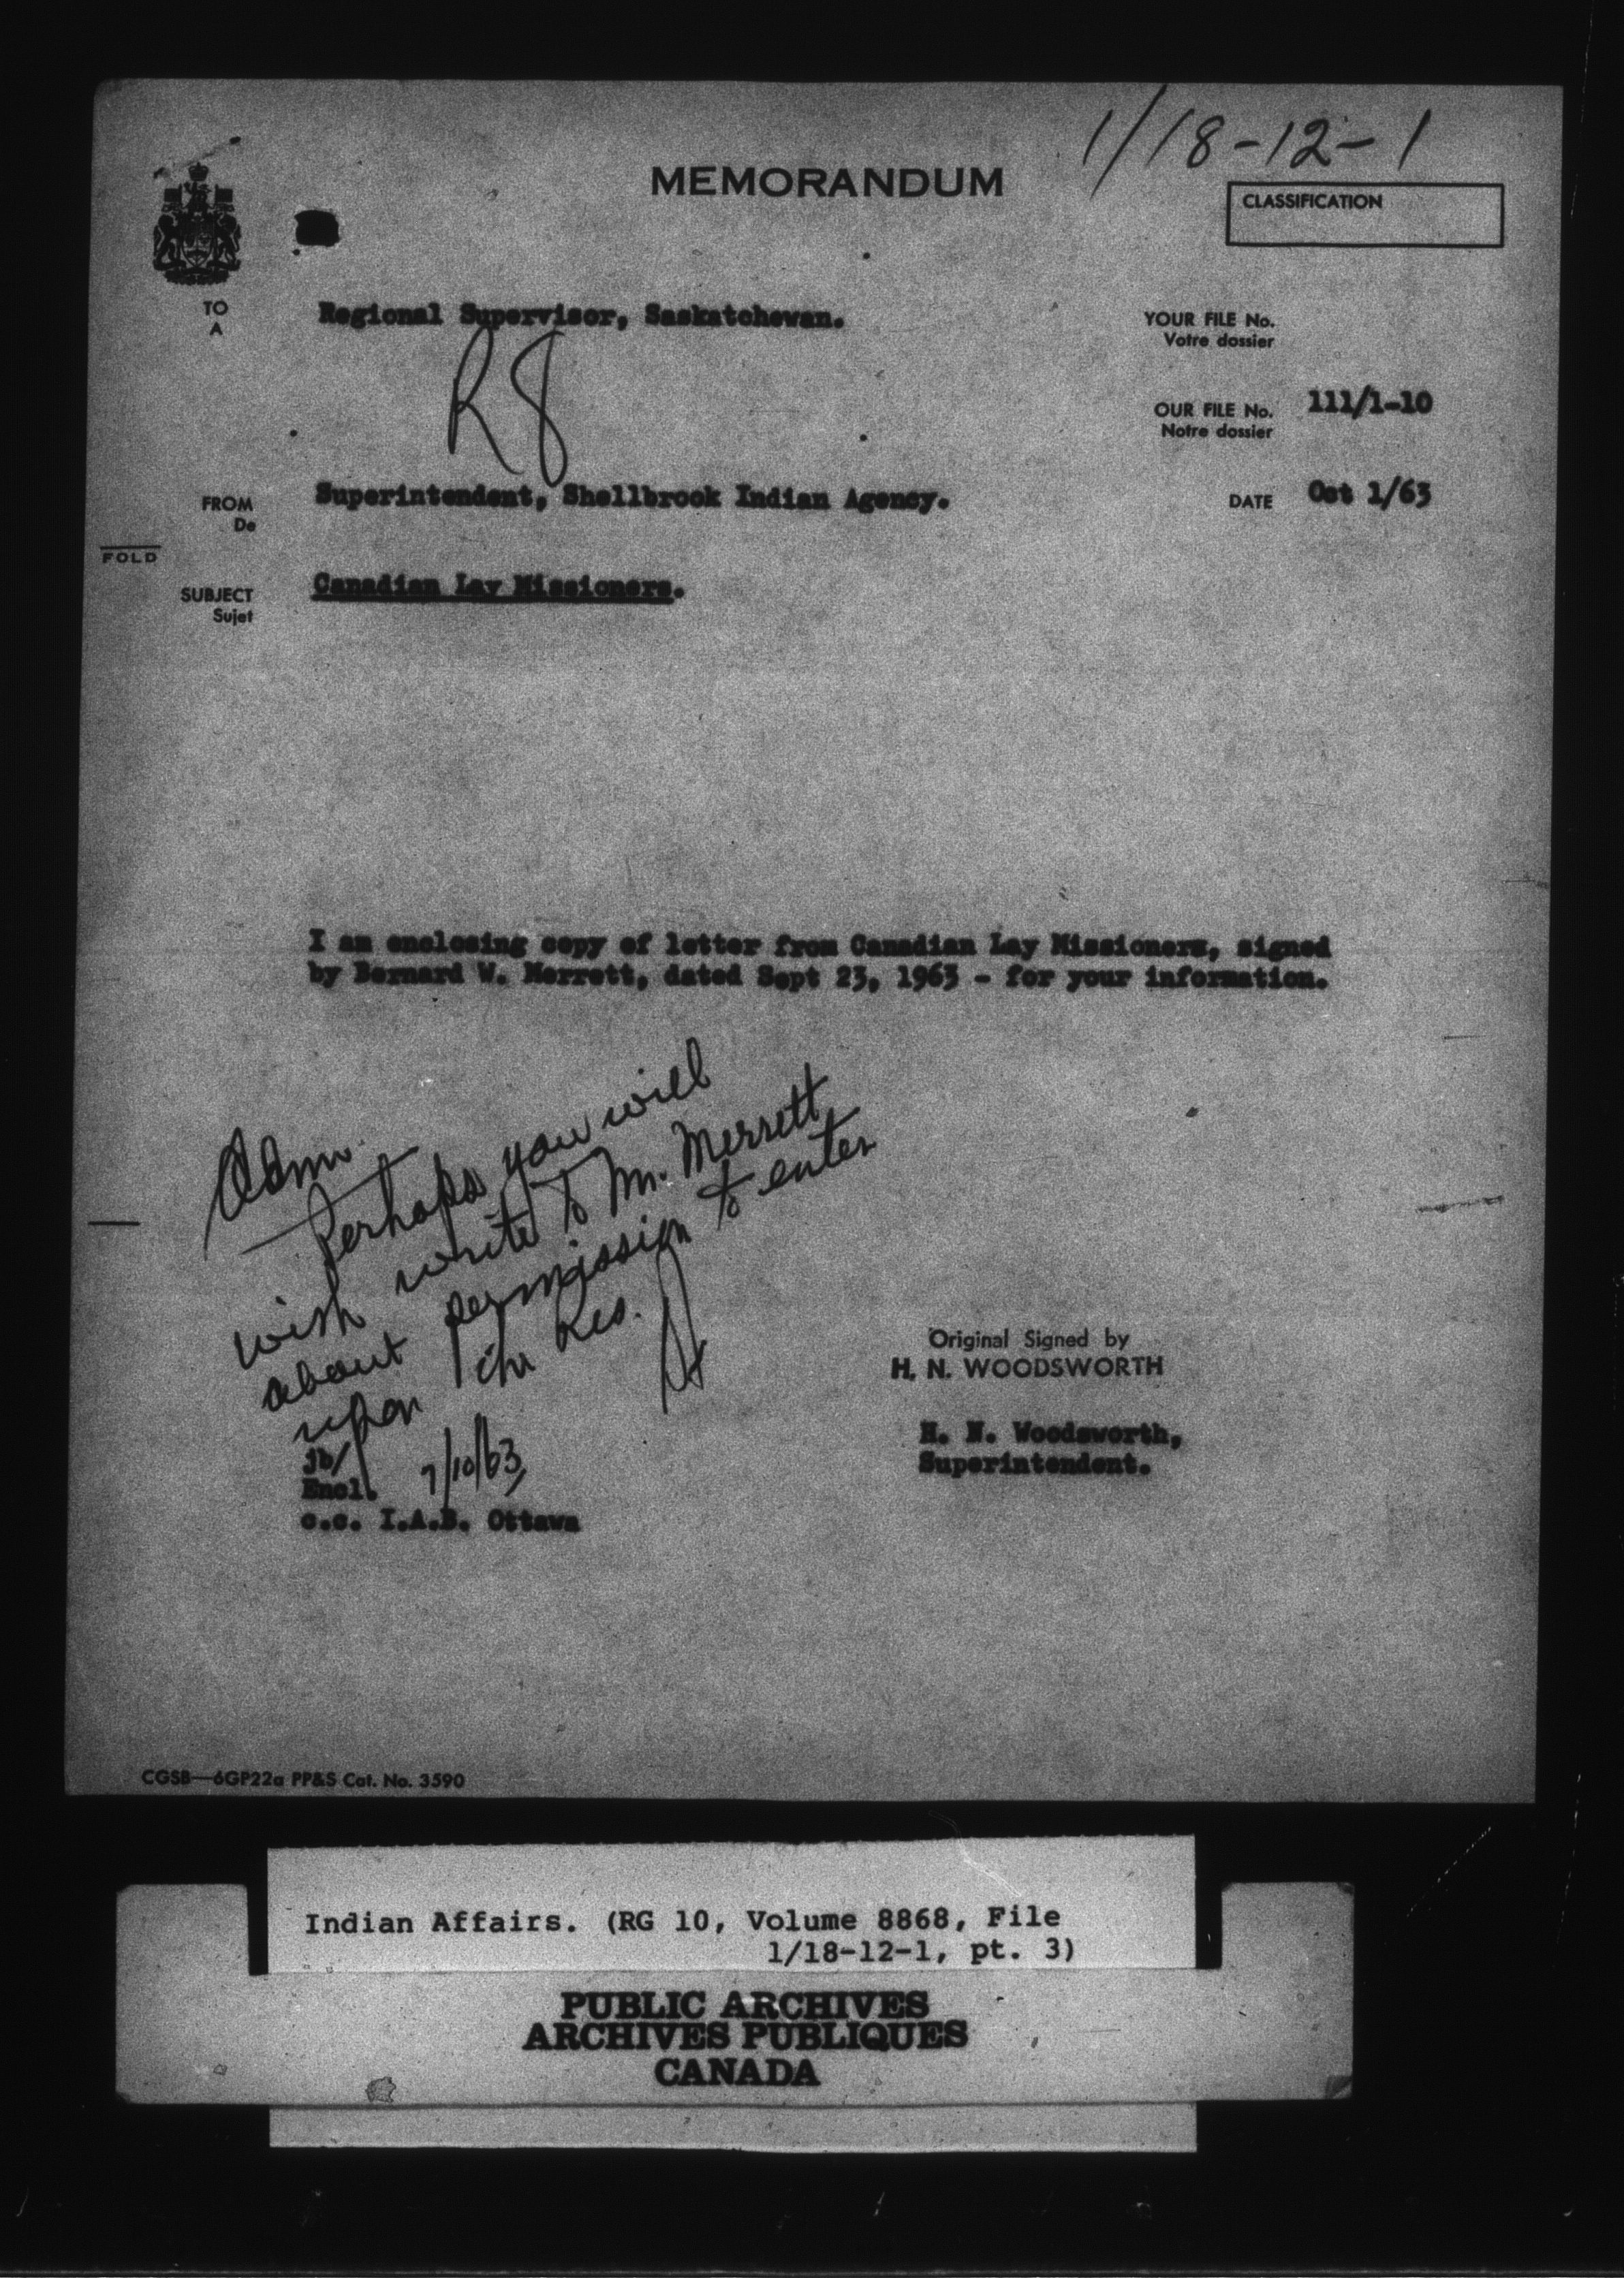 1/18-12-1
MEMORANDUM
CLASSIFICATION
TO
A
Regional Supervisor, Saskatchewan.
YOUR FILE No.
Votre dossier
R8
OUR FILE No. 111/1-10
Notre dossier
FROM
De
Superintendent, Shellbrook Indian Agency.
DATE Oct 1/63
FOLD
SUBJECT
Sujet
Canadian Lay Missioners.
I am enclosing copy of letter from Canadian Lay Missioners, signed
by Bernard W. Merrett, dated Sept 23, 1963 - for your information.
Adm.
Perhaps you will
wish write to Mr. Merrett
about permission to enter
upon Res.
7/10/63
Original Signed by
H. N. WOODSWORTH
H. N. Woodsworth,
Superintendent.
jb/
Encl.
c.c. I.A.B. Ottawa
CGSB—6GP22a PP&S Cat. No. 3590
Indian Affairs. (RG 10, Volume 8868, File
1/18-12-1, pt. 3)
PUBLIC ARCHIVES
ARCHIVES PUBLIQUES
CANADA